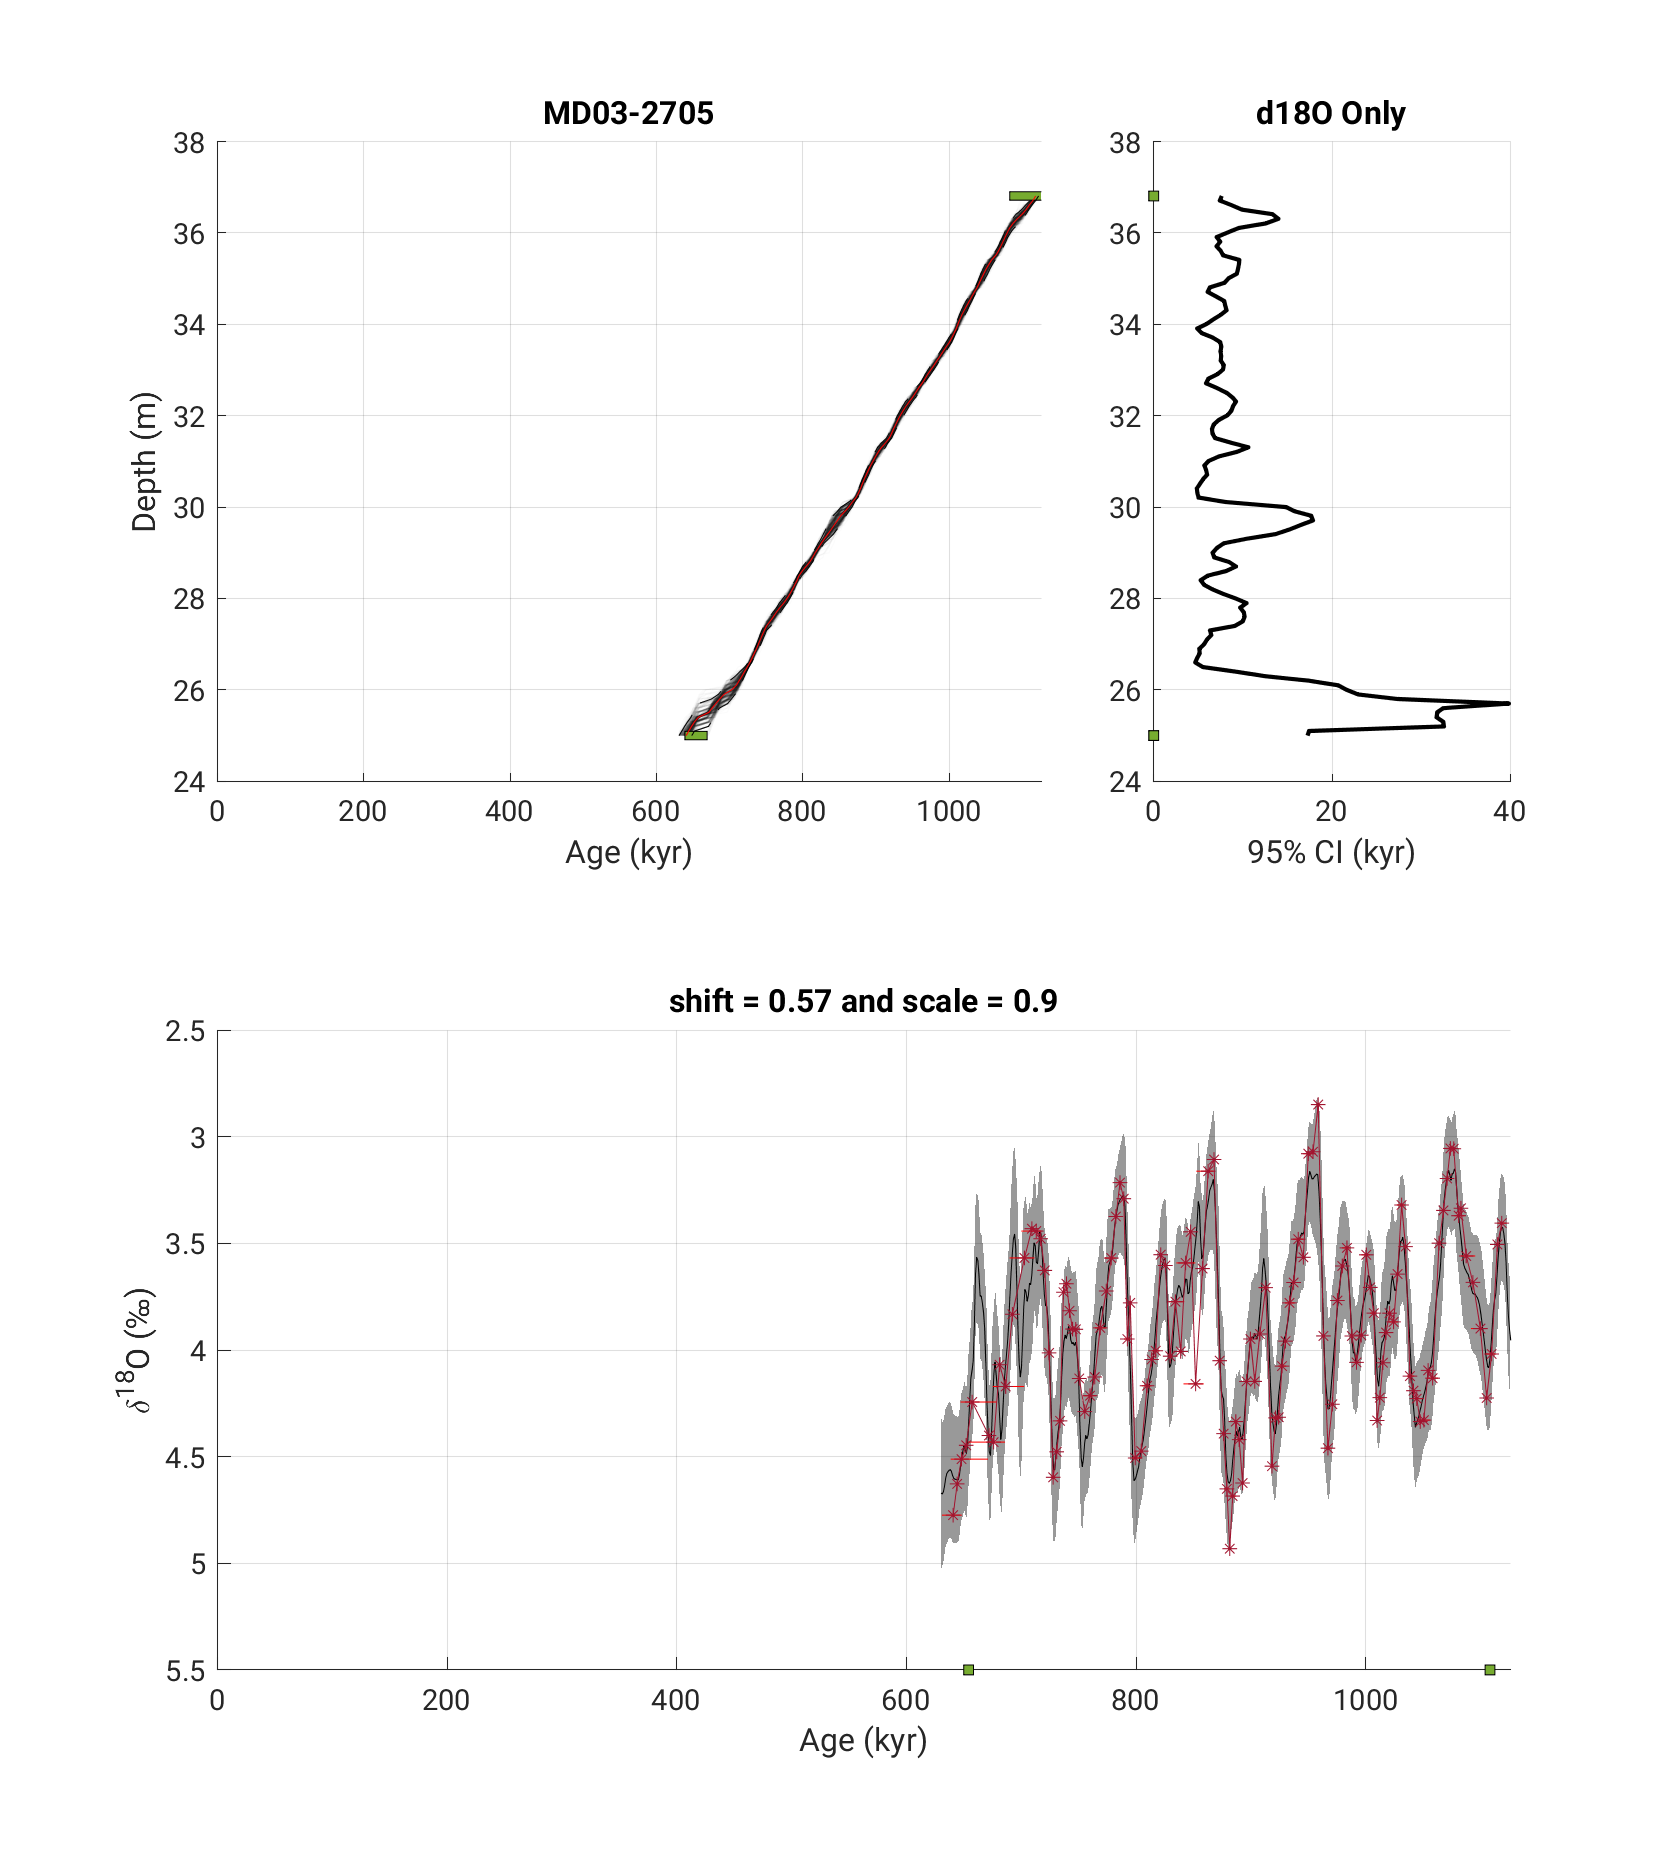 MD03-2705
d18O Only
38
36
34
32
30
28
26
24
Depth (m)
0 200 400 600 800 1000
Age (kyr)
38
36
34
32
30
28
26
24
0 20 40
95% CI (kyr)
shift = 0.57 and scale = 0.9
2.5
3
3.5
4
4.5
5
5.5
δ18O (‰)
0 200 400 600 800 1000
Age (kyr)